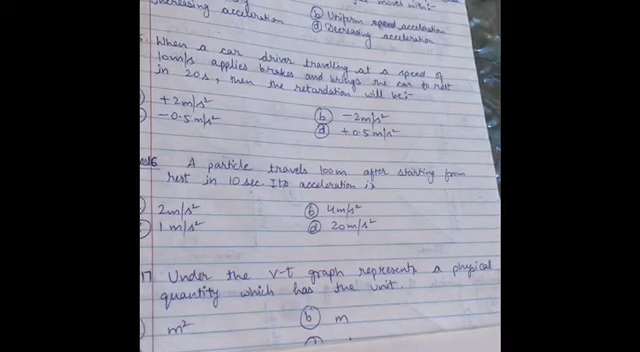 moves with:-
increasing acceleration
(b) Uniform speed acceleration
(d) Decreasing acceleration
When a car driver travelling at a speed of
10m/s applies brakes and brings the car to rest
in 20s, then the retardation will be:-
+2m/s²
(b) -2m/s²
-0.5m/s²
(d) +0.5m/s²
16 A particle travels 100m after starting from
rest in 10sec. Its acceleration is
2m/s²
(b) 4m/s²
1m/s²
(d) 20m/s²
17 Under the v-t graph represents a physical
quantity which has the unit.
m²
(b) m